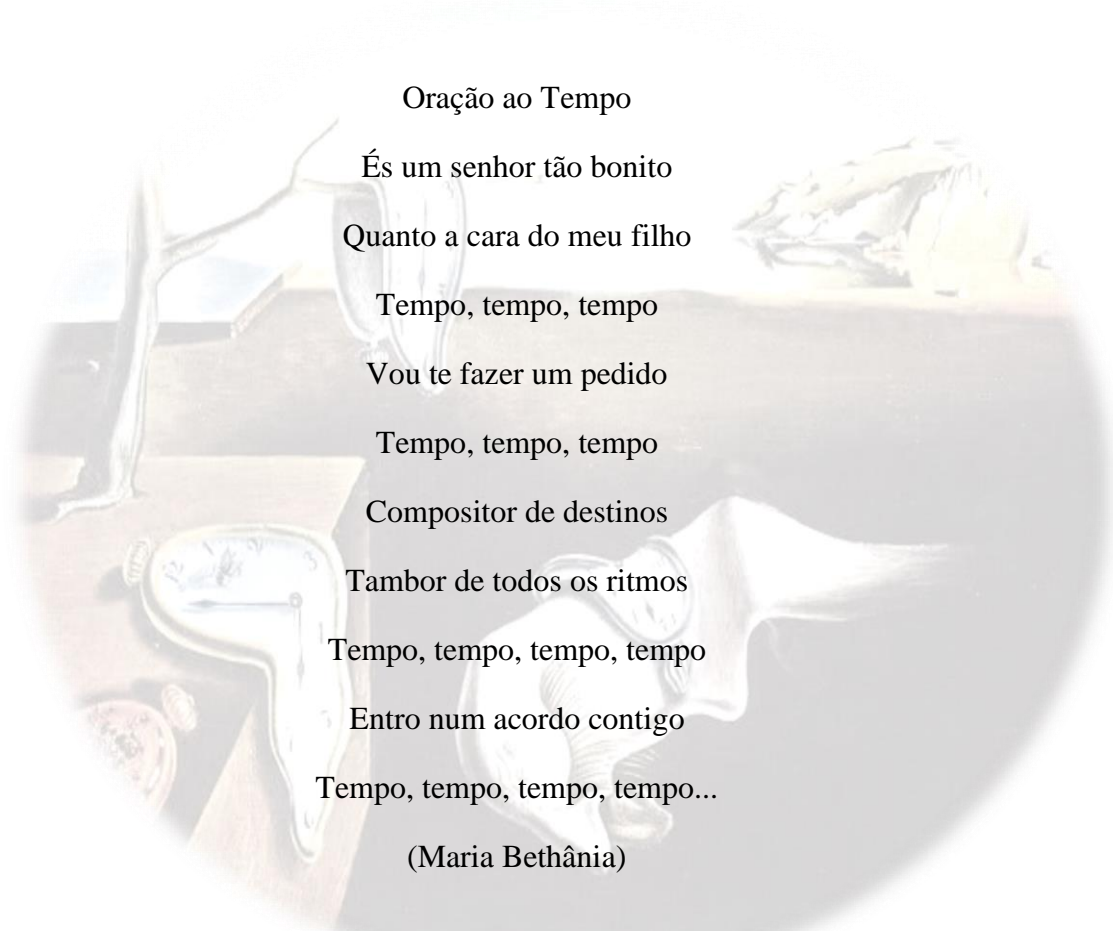 Oração ao Tempo
És um senhor tão bonito
Quanto a cara do meu filho
Tempo, tempo, tempo
Vou te fazer um pedido
Tempo, tempo, tempo
Compositor de destinos
Tambor de todos os ritmos
Tempo, tempo, tempo, tempo
Entro num acordo contigo
Tempo, tempo, tempo, tempo...
(Maria Bethânia)